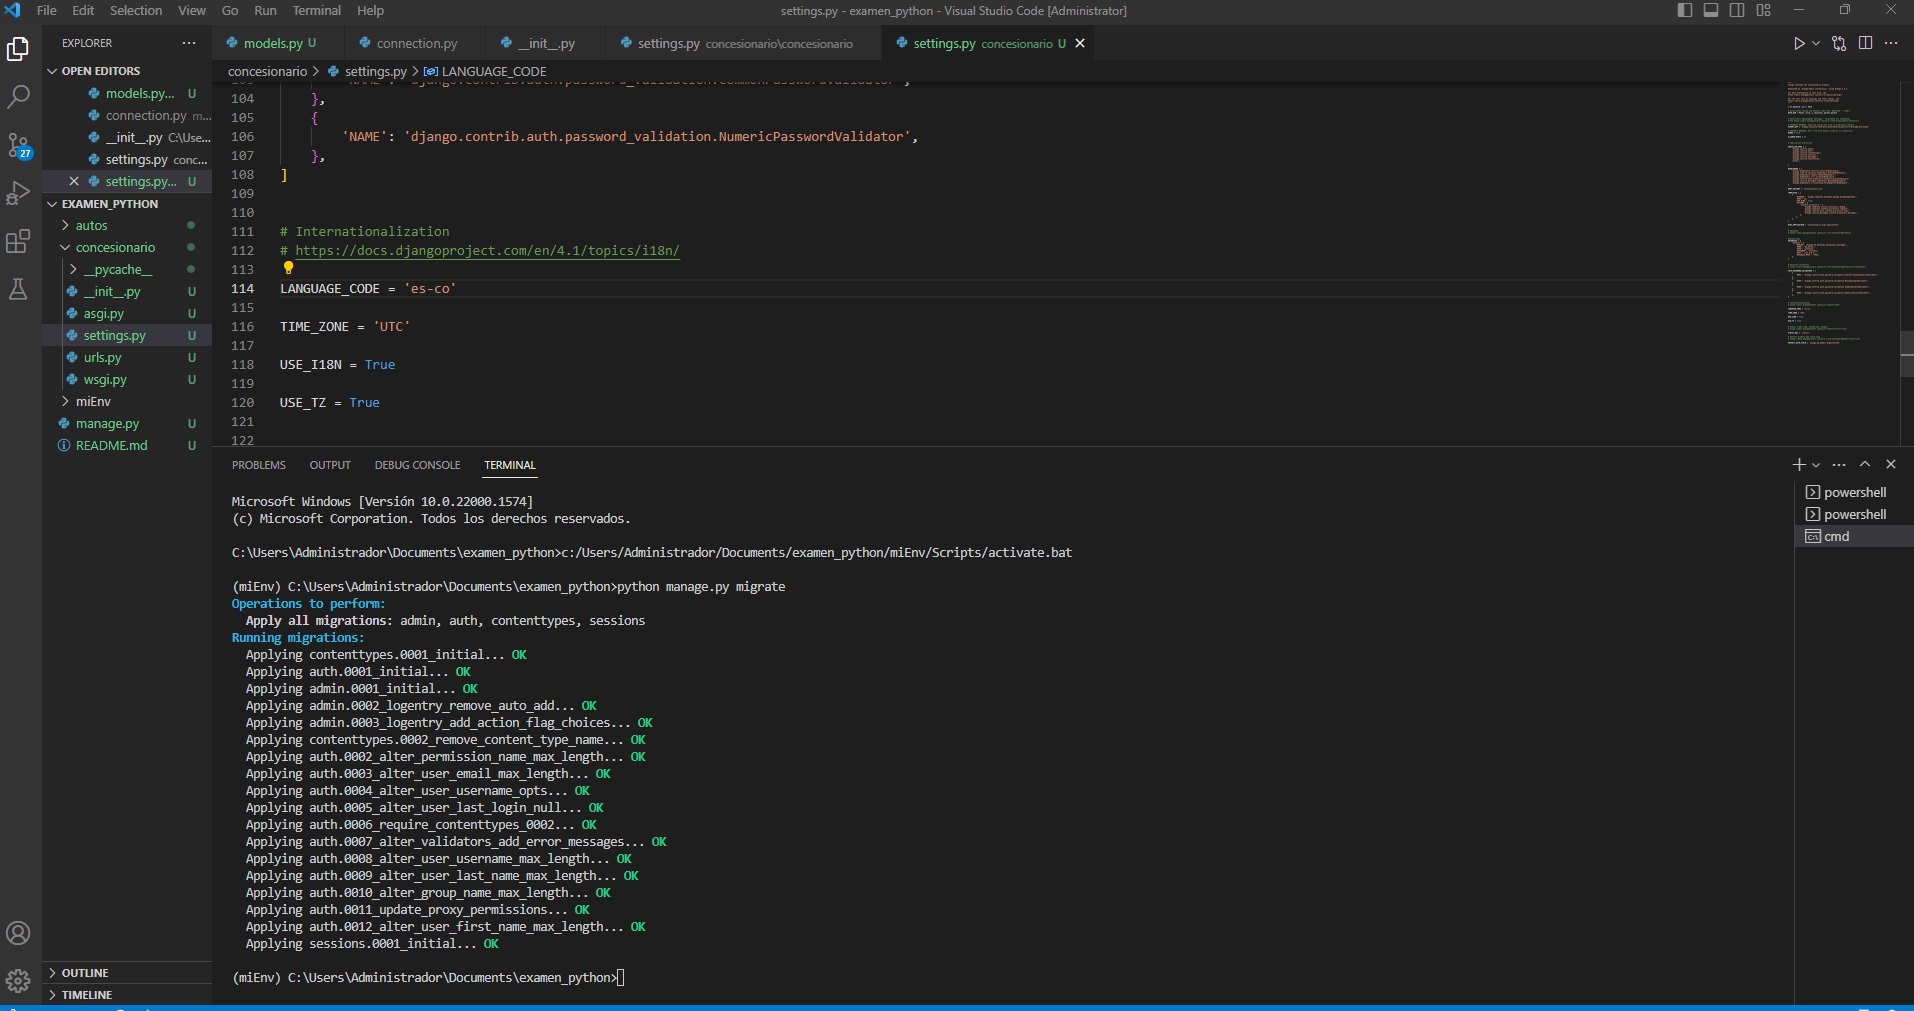 File Edit Selection View Go Run Terminal Help
settings.py - examen_python - Visual Studio Code [Administrator]
EXPLORER
OPEN EDITORS
models.py... U
connection.py m...
__init__.py C:\Use...
settings.py conc...
settings.py... U
EXAMEN_PYTHON
autos
concesionario
__pycache__
__init__.py U
asgi.py U
settings.py U
urls.py U
wsgi.py U
miEnv
manage.py U
README.md U
OUTLINE
TIMELINE
27
models.py U
connection.py
__init__.py
settings.py concesionario\concesionario
settings.py concesionario U
concesionario > settings.py > LANGUAGE_CODE
104 },
105 {
106 'NAME': 'django.contrib.auth.password_validation.NumericPasswordValidator',
107 },
108 ]
109
110
111 # Internationalization
112 # https://docs.djangoproject.com/en/4.1/topics/i18n/
113
114 LANGUAGE_CODE = 'es-co'
115
116 TIME_ZONE = 'UTC'
117
118 USE_I18N = True
119
120 USE_TZ = True
121
122
PROBLEMS OUTPUT DEBUG CONSOLE TERMINAL
Microsoft Windows [Versión 10.0.22000.1574]
(c) Microsoft Corporation. Todos los derechos reservados.
C:\Users\Administrador\Documents\examen_python>c:/Users/Administrador/Documents/examen_python/miEnv/Scripts/activate.bat
(miEnv) C:\Users\Administrador\Documents\examen_python>python manage.py migrate
Operations to perform:
Apply all migrations: admin, auth, contenttypes, sessions
Running migrations:
Applying contenttypes.0001_initial... OK
Applying auth.0001_initial... OK
Applying admin.0001_initial... OK
Applying admin.0002_logentry_remove_auto_add... OK
Applying admin.0003_logentry_add_action_flag_choices... OK
Applying contenttypes.0002_remove_content_type_name... OK
Applying auth.0002_alter_permission_name_max_length... OK
Applying auth.0003_alter_user_email_max_length... OK
Applying auth.0004_alter_user_username_opts... OK
Applying auth.0005_alter_user_last_login_null... OK
Applying auth.0006_require_contenttypes_0002... OK
Applying auth.0007_alter_validators_add_error_messages... OK
Applying auth.0008_alter_user_username_max_length... OK
Applying auth.0009_alter_user_last_name_max_length... OK
Applying auth.0010_alter_group_name_max_length... OK
Applying auth.0011_update_proxy_permissions... OK
Applying auth.0012_alter_user_first_name_max_length... OK
Applying sessions.0001_initial... OK
(miEnv) C:\Users\Administrador\Documents\examen_python>
powershell
powershell
cmd